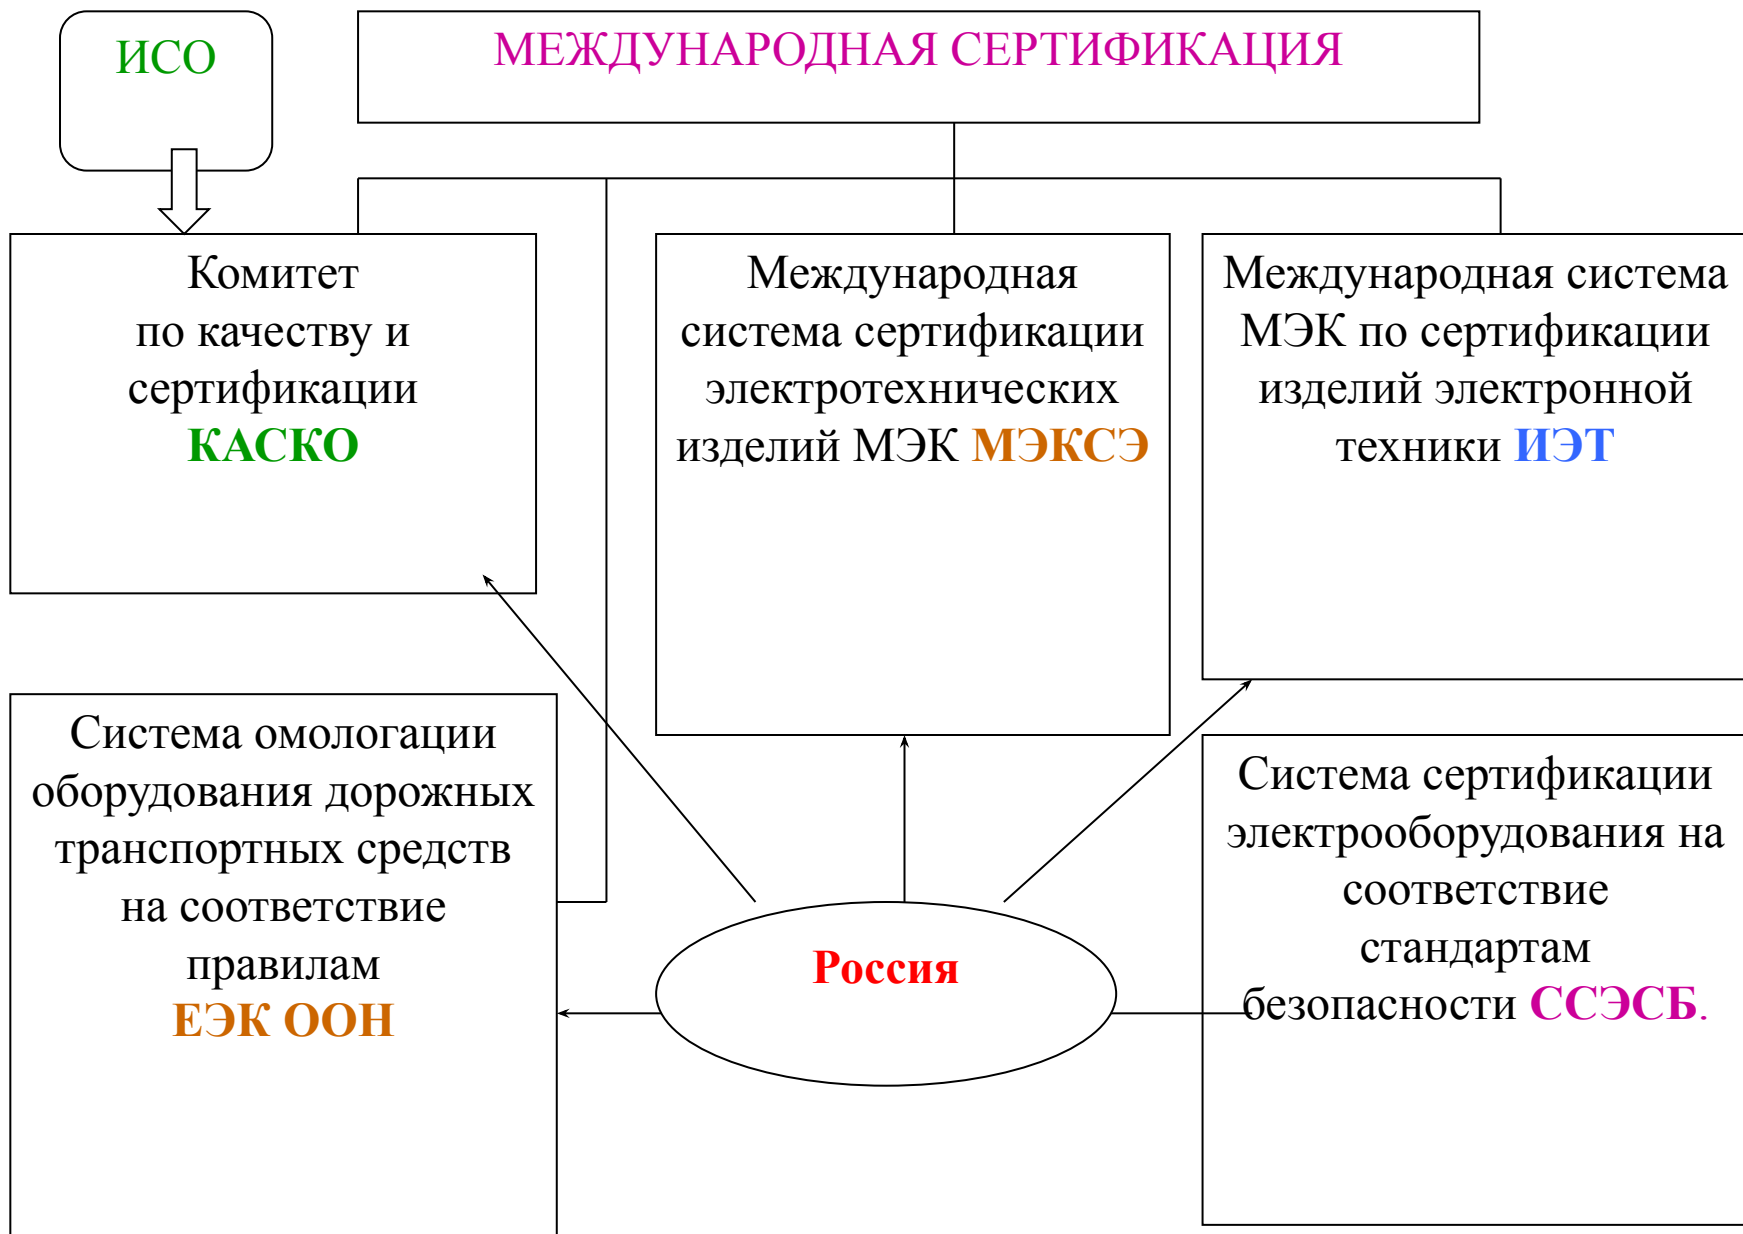 ИСО
МЕЖДУНАРОДНАЯ СЕРТИФИКАЦИЯ
Комитет
по качеству и
сертификации
КАСКО
Международная
система сертификации
электротехнических
изделий МЭК МЭКСЭ
Международная система
МЭК по сертификации
изделий электронной
техники ИЭТ
Система омологации
оборудования дорожных
транспортных средств
на соответствие
правилам
ЕЭК ООН
Россия
Система сертификации
электрооборудования на
соответствие
стандартам
безопасности ССЭСБ.